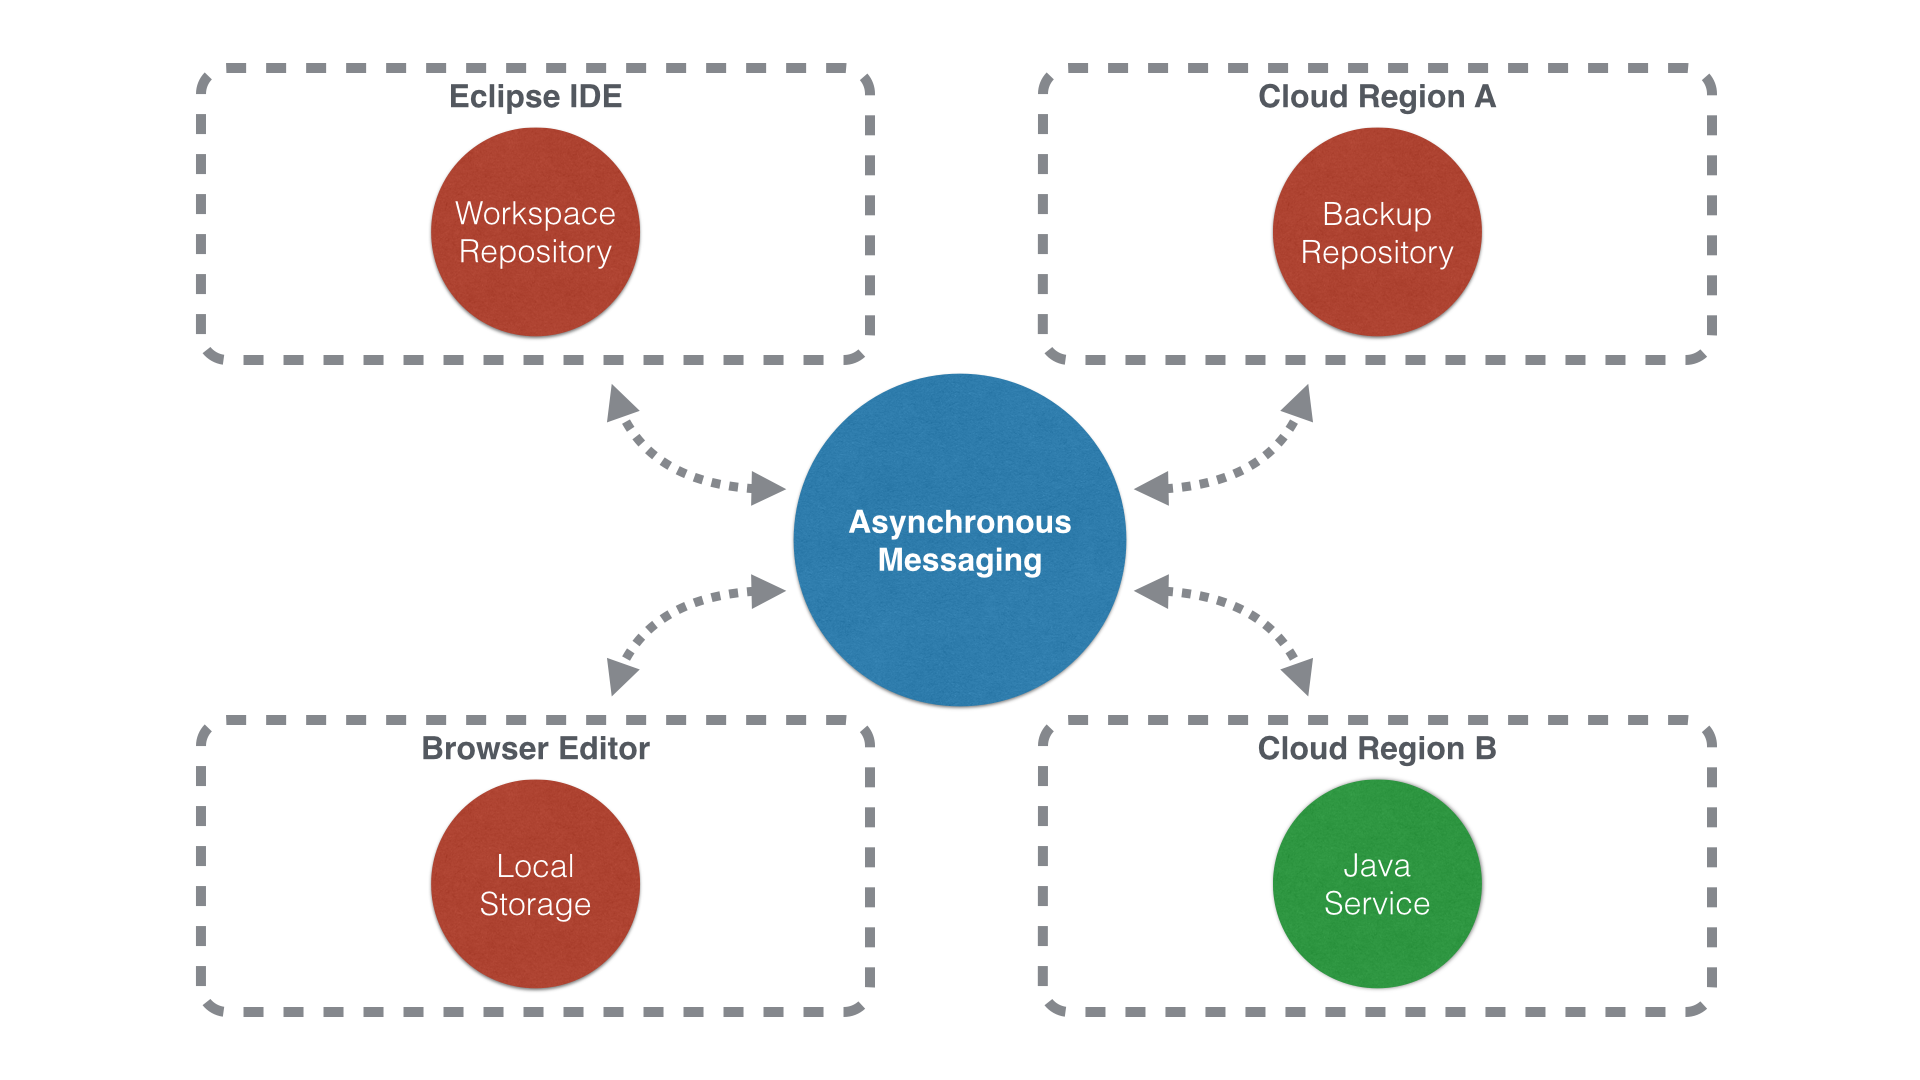 Eclipse IDE
Workspace
Repository
Cloud Region A
Backup
Repository
Asynchronous
Messaging
Browser Editor
Local
Storage
Cloud Region B
Java
Service